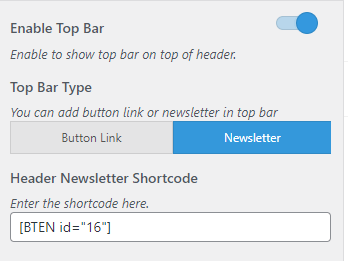 Enable Top Bar
Enable to show top bar on top of header.
Top Bar Type
You can add button link or newsletter in top bar
Button Link
Newsletter
Header Newsletter Shortcode
Enter the shortcode here.
[BTEN id="16"]